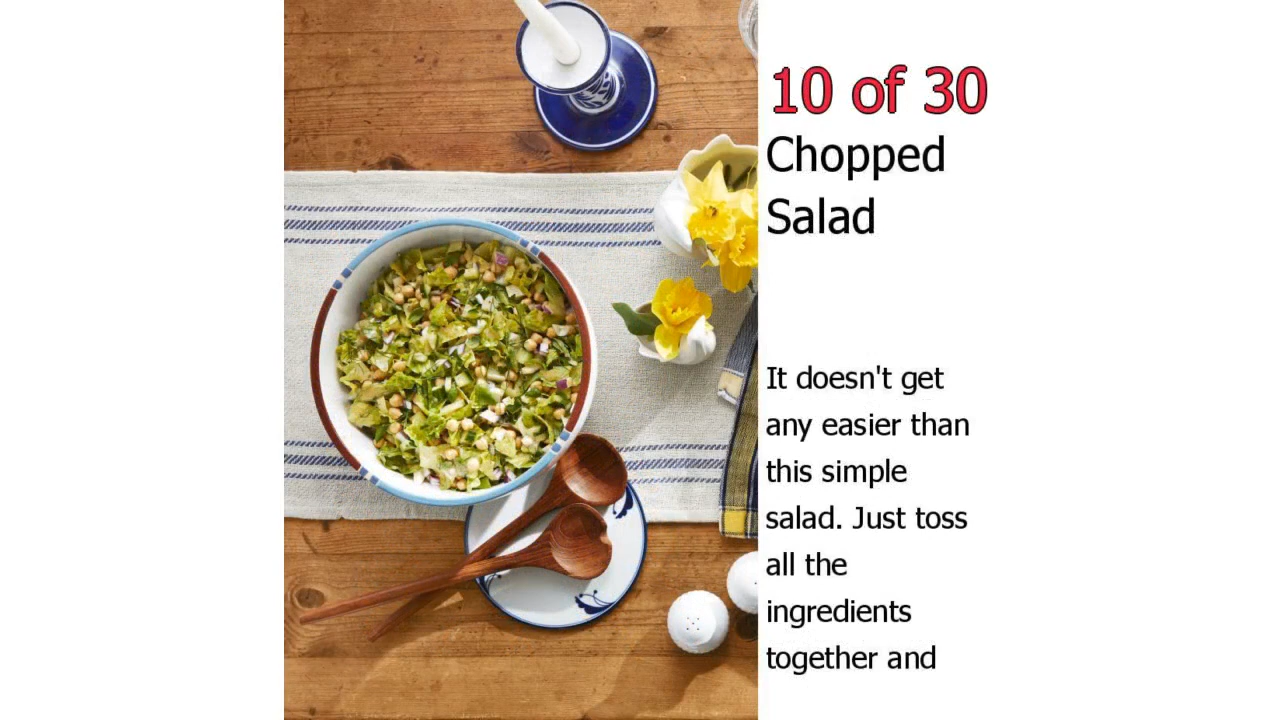 10 of 30
Chopped
Salad
It doesn't get
any easier than
this simple
salad. Just toss
all the
ingredients
together and